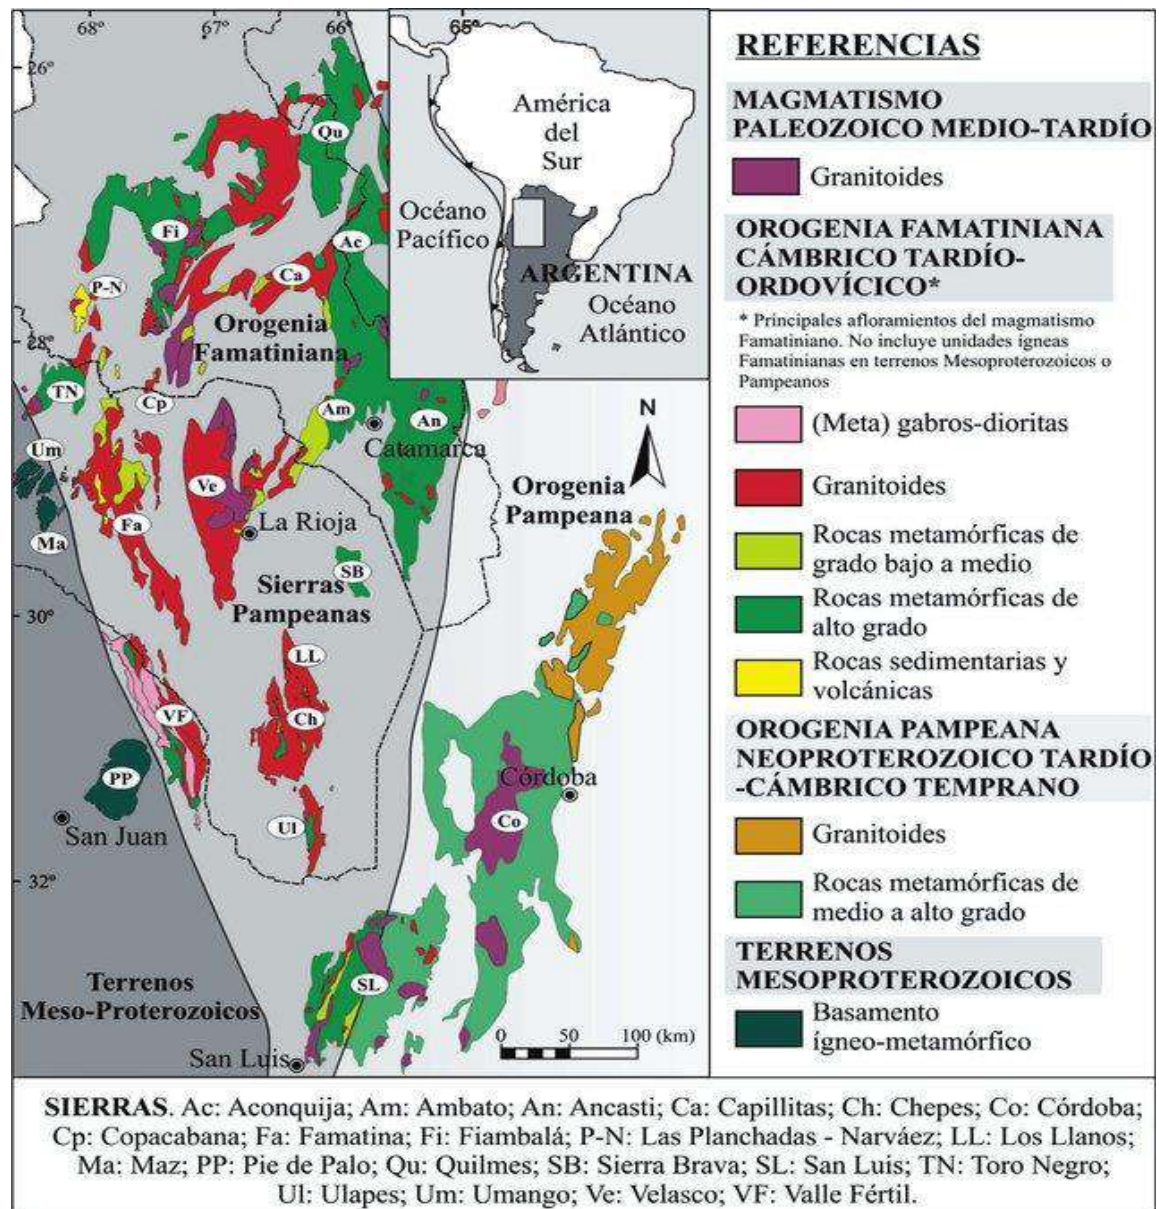 68º
67º
66º
65º
26º
28º
30º
32º
Qu
Fi
Ac
Ca
P-N
Orogenia
Famatiniana
TN
Cp
Am
An
Catamarca
Um
Ve
Fa
La Rioja
Ma
SB
Sierras
Pampeanas
Orogenia
Pampeana
N
LL
VF
Ch
PP
San Juan
Ul
Córdoba
Co
SL
Terrenos
Meso-Proterozoicos
San Luis
0 50 100 (km)
América
del
Sur
Océano
Pacífico
ARGENTINA
Océano
Atlántico
REFERENCIAS
MAGMATISMO
PALEOZOICO MEDIO-TARDÍO
Granitoides
OROGENIA FAMATINIANA
CÁMBRICO TARDÍO-
ORDOVÍCICO*
* Principales afloramientos del magmatismo
Famatiniano. No incluye unidades ígneas
Famatinianas en terrenos Mesoproterozoicos o
Pampeanos
(Meta) gabros-dioritas
Granitoides
Rocas metamórficas de
grado bajo a medio
Rocas metamórficas de
alto grado
Rocas sedimentarias y
volcánicas
OROGENIA PAMPEANA
NEOPROTEROZOICO TARDÍO
-CÁMBRICO TEMPRANO
Granitoides
Rocas metamórficas de
medio a alto grado
TERRENOS
MESOPROTEROZOICOS
Basamento
ígneo-metamórfico
SIERRAS. Ac: Aconquija; Am: Ambato; An: Ancasti; Ca: Capillitas; Ch: Chepes; Co: Córdoba;
Cp: Copacabana; Fa: Famatina; Fi: Fiambalá; P-N: Las Planchadas - Narváez; LL: Los Llanos;
Ma: Maz; PP: Pie de Palo; Qu: Quilmes; SB: Sierra Brava; SL: San Luis; TN: Toro Negro;
Ul: Ulapes; Um: Umango; Ve: Velasco; VF: Valle Fértil.